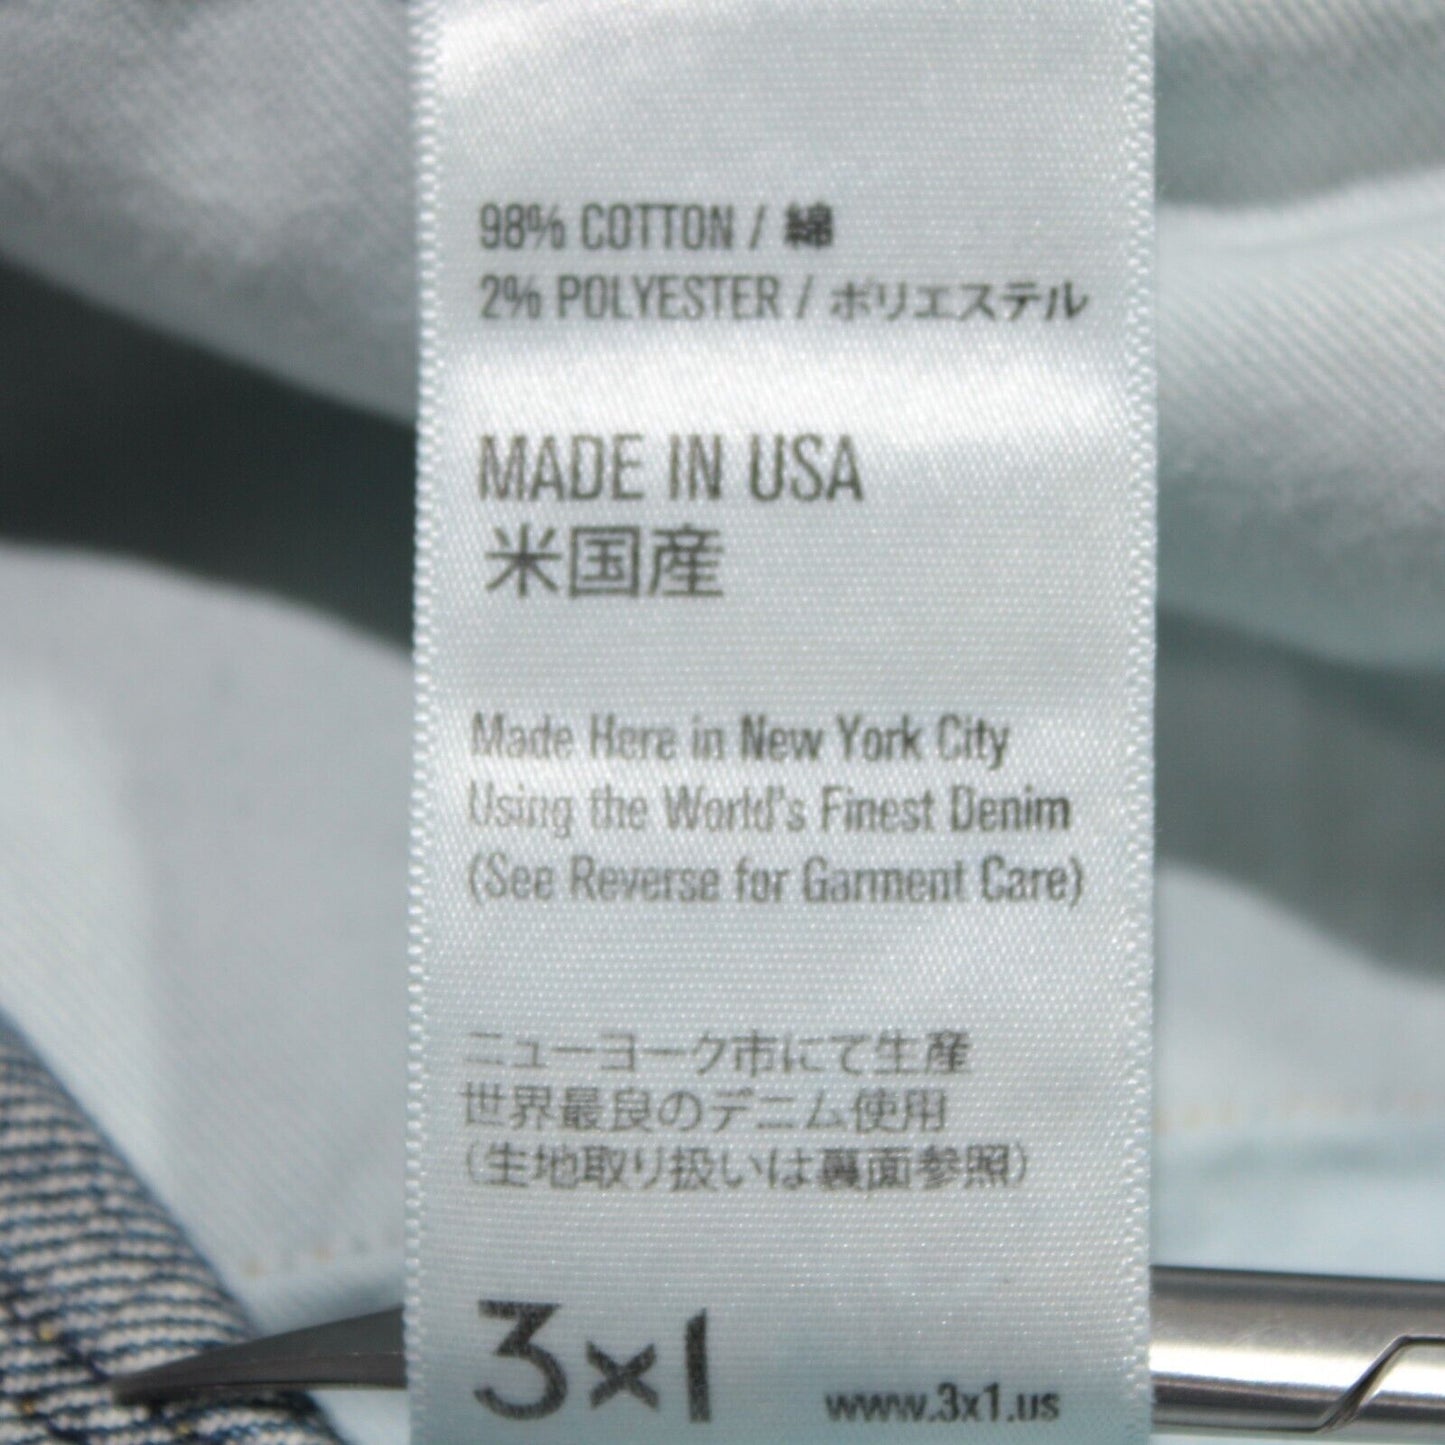 98% COTTON / 綿
2% POLYESTER / ポリエステル
MADE IN USA
米国産
Made Here in New York City
Using the World's Finest Denim
(See Reverse for Garment Care)
ニューヨーク市にて生産
世界最良のデニム使用
(生地取り扱いは裏面参照)
3x1
www.3x1.us